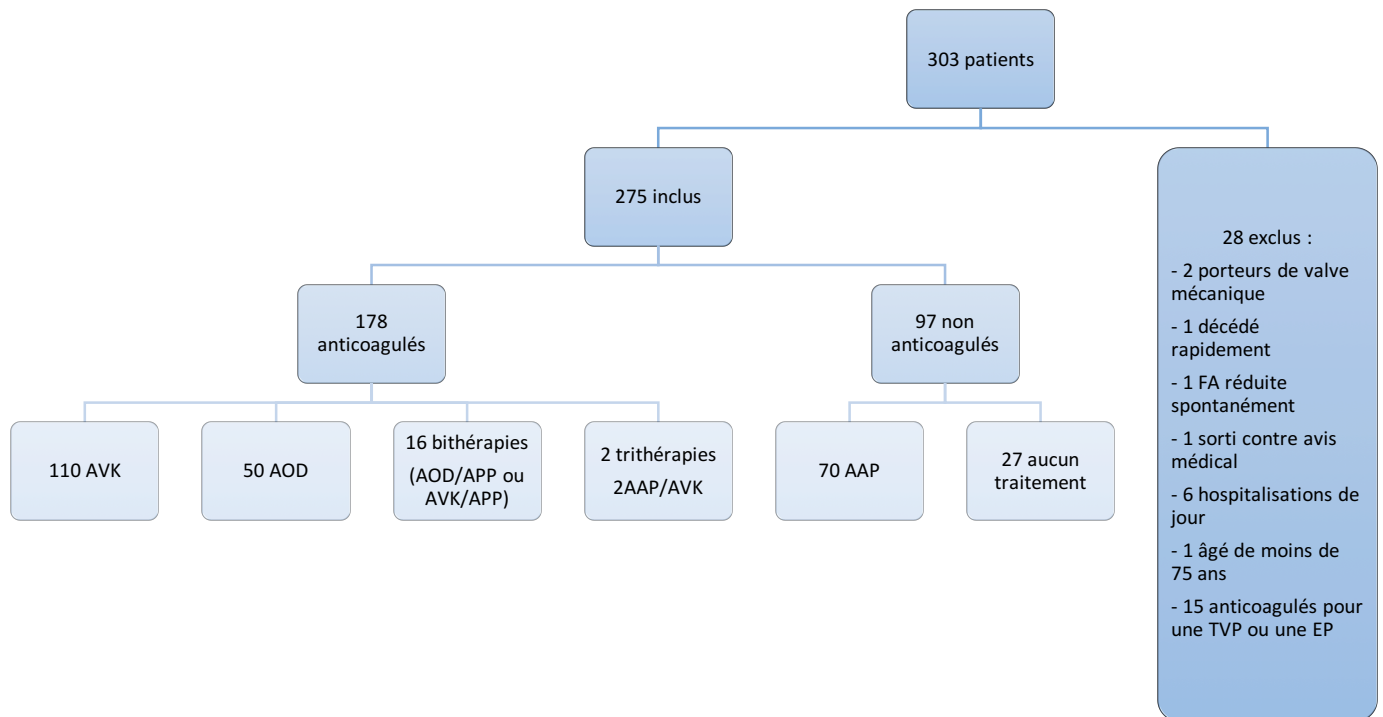 303 patients
275 inclus
28 exclus :
- 2 porteurs de valve
mécanique
- 1 décédé
rapidement
- 1 FA réduite
spontanément
- 1 sorti contre avis
médical
- 6 hospitalisations de
jour
- 1 âgé de moins de
75 ans
- 15 anticoagulés pour
une TVP ou une EP
178
anticoagulés
97 non
anticoagulés
110 AVK
50 AOD
16 bithérapies
(AOD/APP ou
AVK/APP)
2 trithérapies
2AAP/AVK
70 AAP
27 aucun
traitement